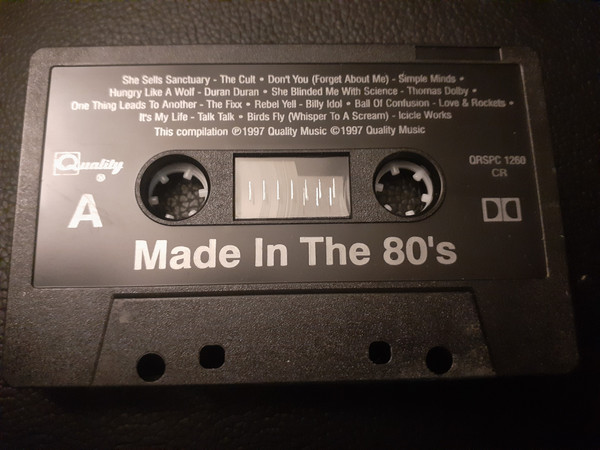 She Sells Sanctuary - The Cult • Don't You (Forget About Me) - Simple Minds •
Hungry Like A Wolf - Duran Duran • She Blinded Me With Science - Thomas Dolby •
One Thing Leads To Another - The Fixx • Rebel Yell - Billy Idol • Ball Of Confusion - Love & Rockets •
It's My Life - Talk Talk • Birds Fly (Whisper To A Scream) - Icicle Works
This compilation ℗1997 Quality Music ©1997 Quality Music
Quality
QRSPC 1260
CR
A
Made In The 80's